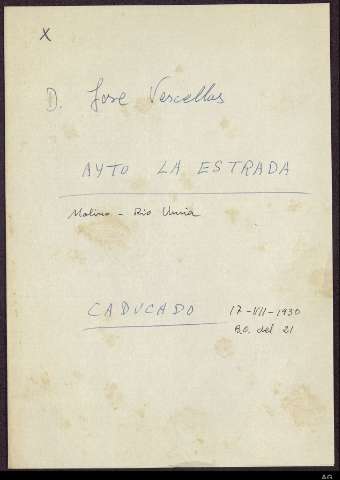 X
D. Jose Vercellas
AYTO LA ESTRADA
Molino - Rio Umia
CADUCADO 17-VII-1930
B.O. del 21
AG